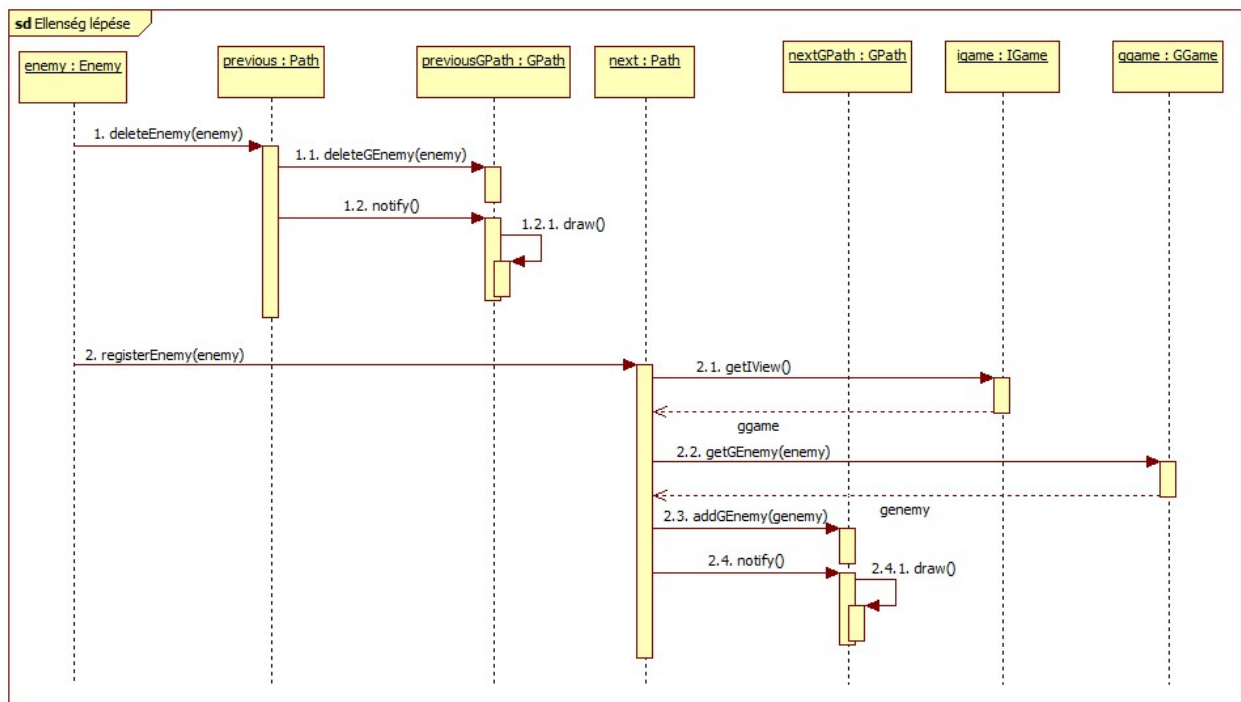 sd Ellenség lépése
enemy : Enemy
previous : Path
previousGPath : GPath
next : Path
nextGPath : GPath
igame : IGame
ggame : GGame
1. deleteEnemy(enemy)
1.1. deleteGEnemy(enemy)
1.2. notify()
1.2.1. draw()
2. registerEnemy(enemy)
2.1. getIView()
ggame
2.2. getGEnemy(enemy)
genemy
2.3. addGEnemy(genemy)
2.4. notify()
2.4.1. draw()